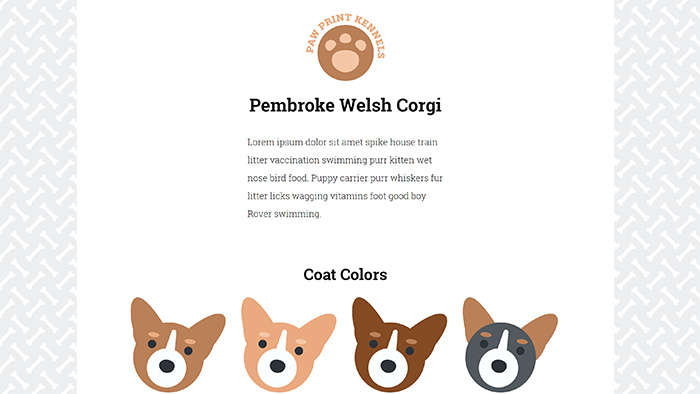 PAW PRINT KENNELS
Pembroke Welsh Corgi
Lorem ipsum dolor sit amet spike house train
litter vaccination swimming purr kitten wet
nose bird food. Puppy carrier purr whiskers fur
litter licks wagging vitamins foot good boy
Rover swimming.
Coat Colors